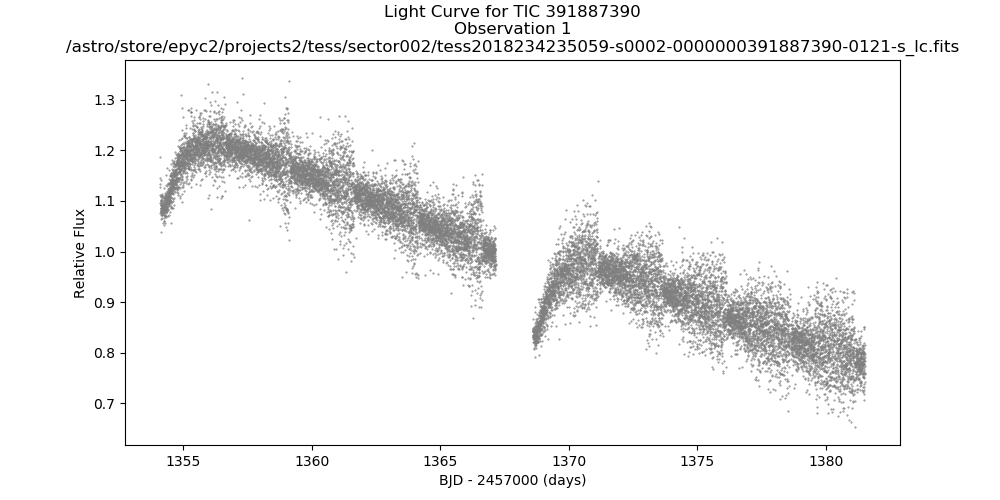 Light Curve for TIC 391887390
Observation 1
/astro/store/epyc2/projects2/tess/sector002/tess2018234235059-s0002-0000000391887390-0121-s_lc.fits
1.3
1.2
1.1
1.0
0.9
0.8
0.7
Relative Flux
1355 1360 1365 1370 1375 1380
BJD - 2457000 (days)